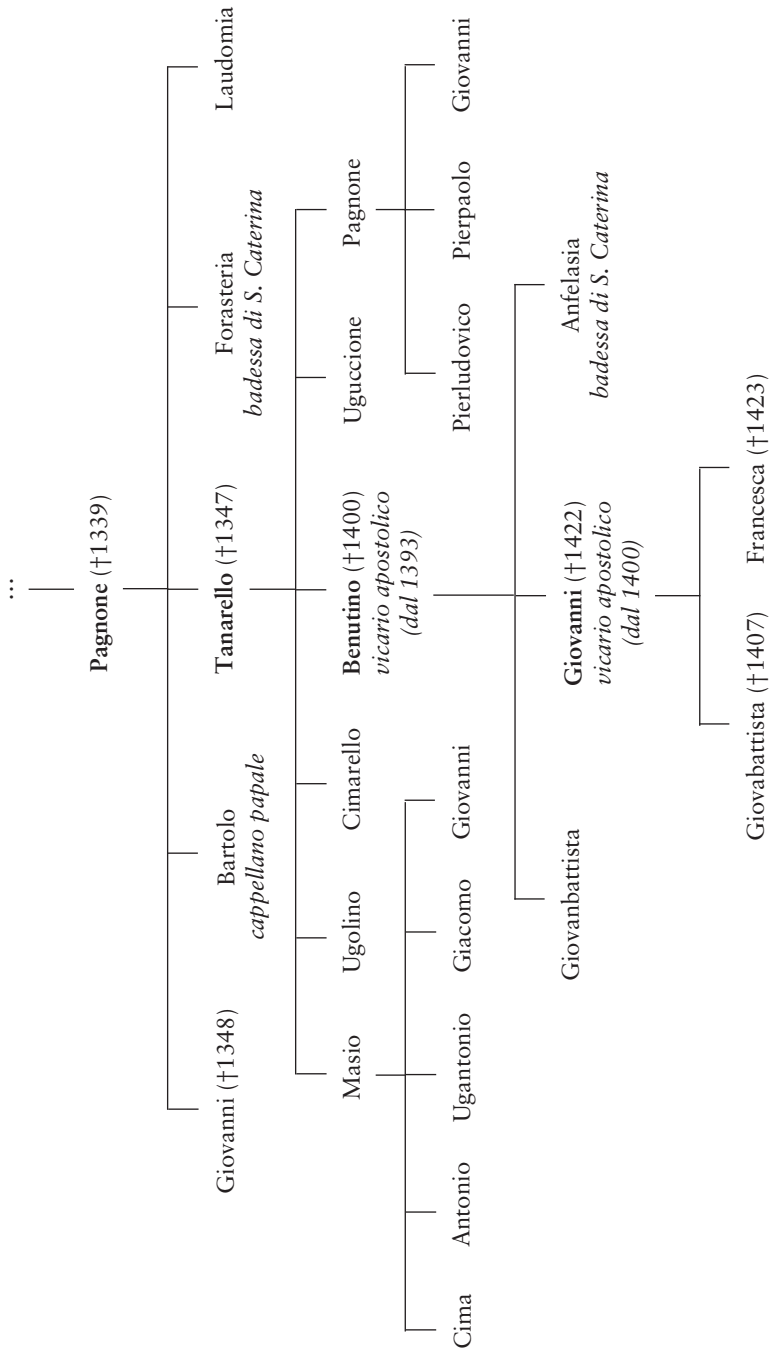 ...
Pagnone (†1339)
Giovanni (†1348)
Bartolo
cappellano papale
Tanarello (†1347)
Forasteria
badessa di S. Caterina
Laudomia
Masio
Ugolino
Cimarello
Benutino (†1400)
vicario apostolico
(dal 1393)
Uguccione
Pagnone
Cima
Antonio
Ugantonio
Giacomo
Giovanni
Pierludovico
Pierpaolo
Giovanni
Giovanbattista
Giovanni (†1422)
vicario apostolico
(dal 1400)
Anfelasia
badessa di S. Caterina
Giovabattista (†1407)
Francesca (†1423)